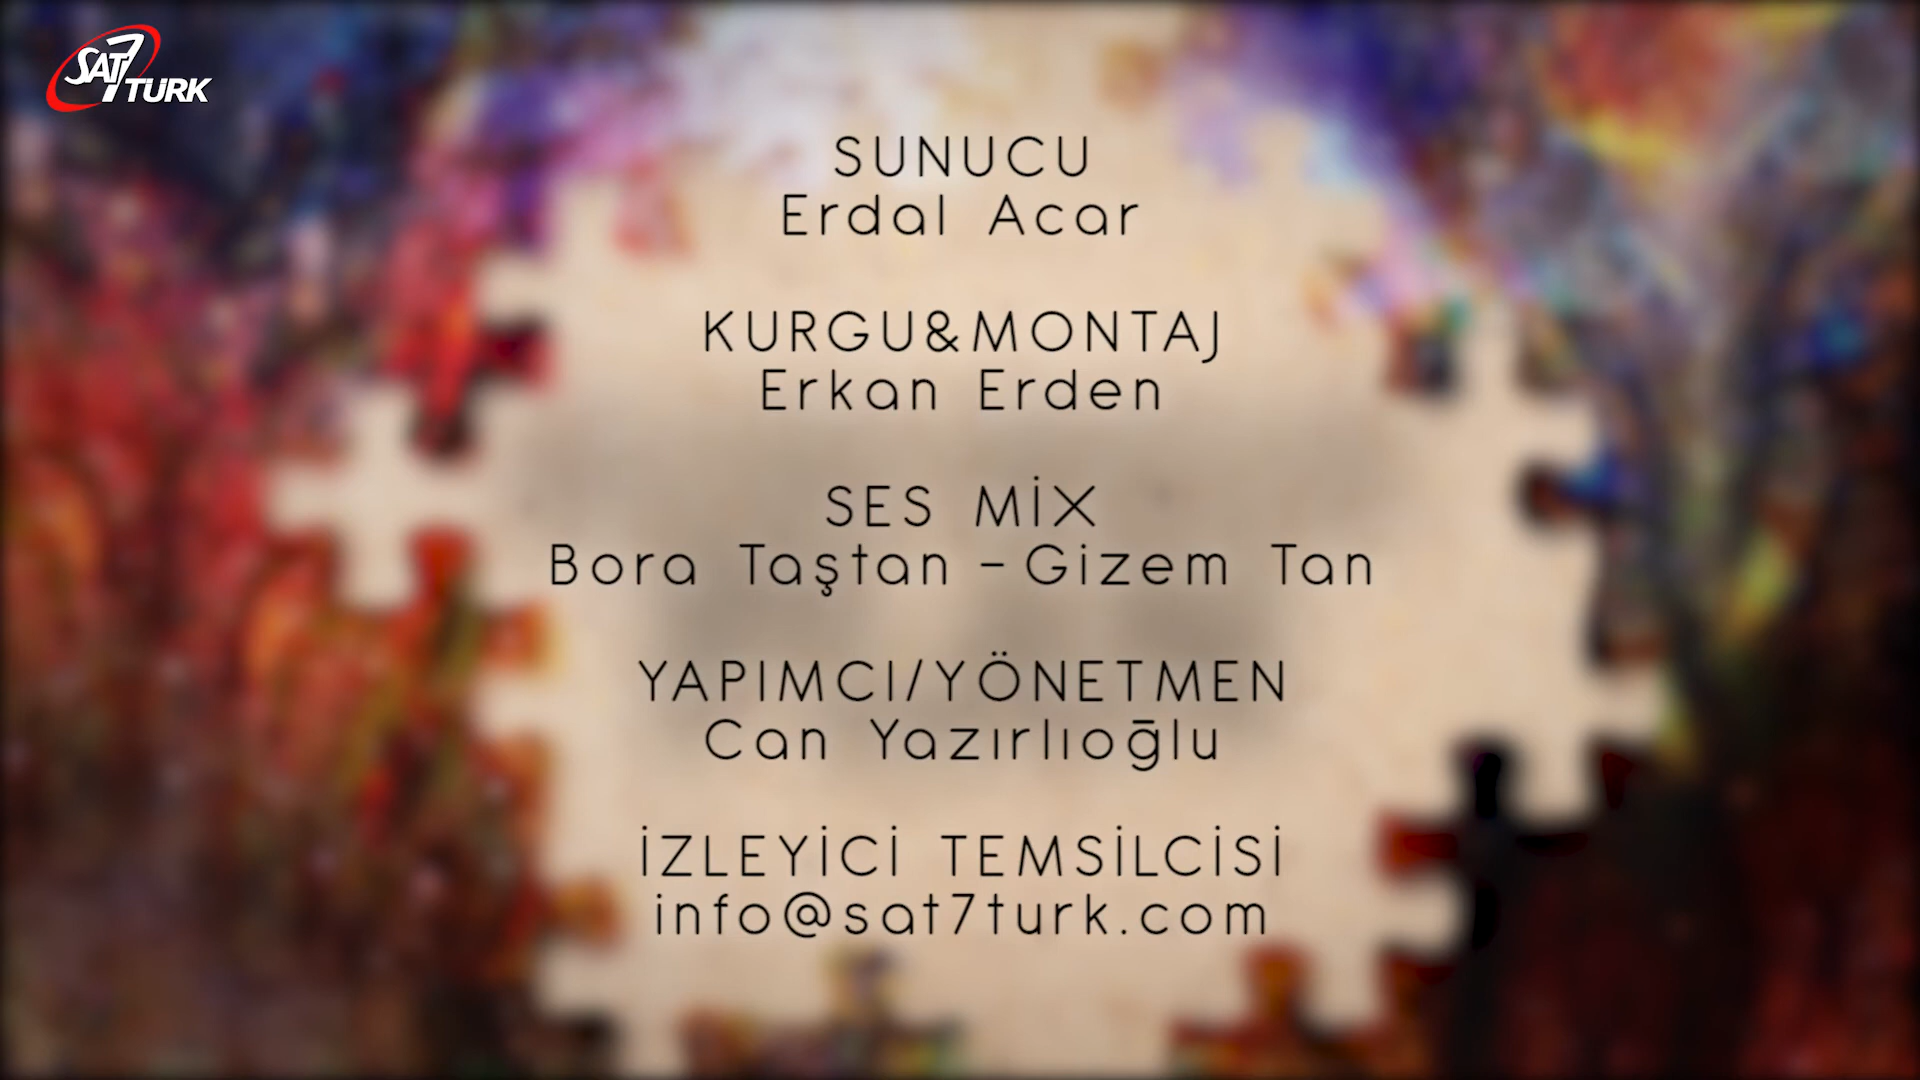 SAT7 TURK
SUNUCU
Erdal Acar
KURGU&MONTAJ
Erkan Erden
SES MİX
Bora Taştan - Gizem Tan
YAPIMCI/YÖNETMEN
Can Yazırlıoğlu
İZLEYİCİ TEMSİLCİSİ
info@sat7turk.com